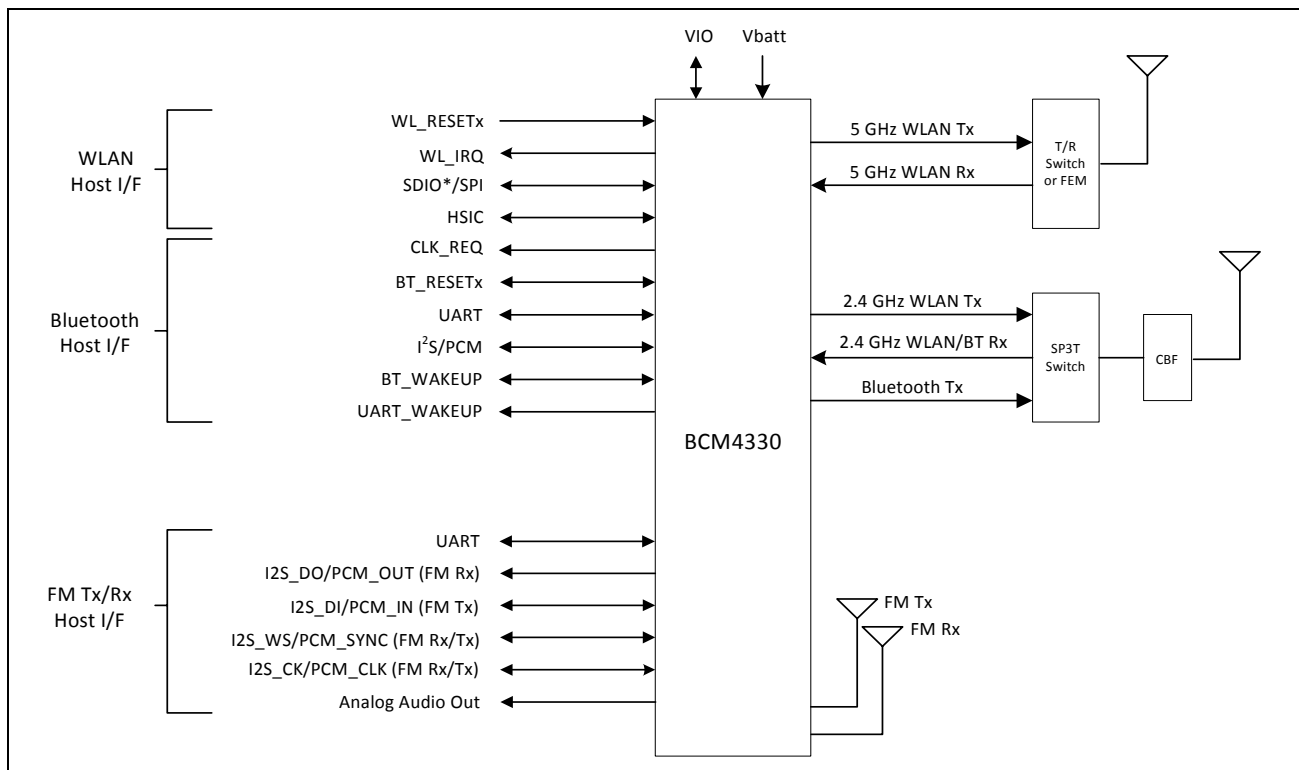 VIO
Vbatt
WLAN
Host I/F
WL_RESETx
WL_IRQ
SDIO*/SPI
HSIC
Bluetooth
Host I/F
CLK_REQ
BT_RESETx
UART
I²S/PCM
BT_WAKEUP
UART_WAKEUP
FM Tx/Rx
Host I/F
UART
I2S_DO/PCM_OUT (FM Rx)
I2S_DI/PCM_IN (FM Tx)
I2S_WS/PCM_SYNC (FM Rx/Tx)
I2S_CK/PCM_CLK (FM Rx/Tx)
Analog Audio Out
BCM4330
5 GHz WLAN Tx
5 GHz WLAN Rx
T/R
Switch
or FEM
2.4 GHz WLAN Tx
2.4 GHz WLAN/BT Rx
Bluetooth Tx
SP3T
Switch
CBF
FM Tx
FM Rx